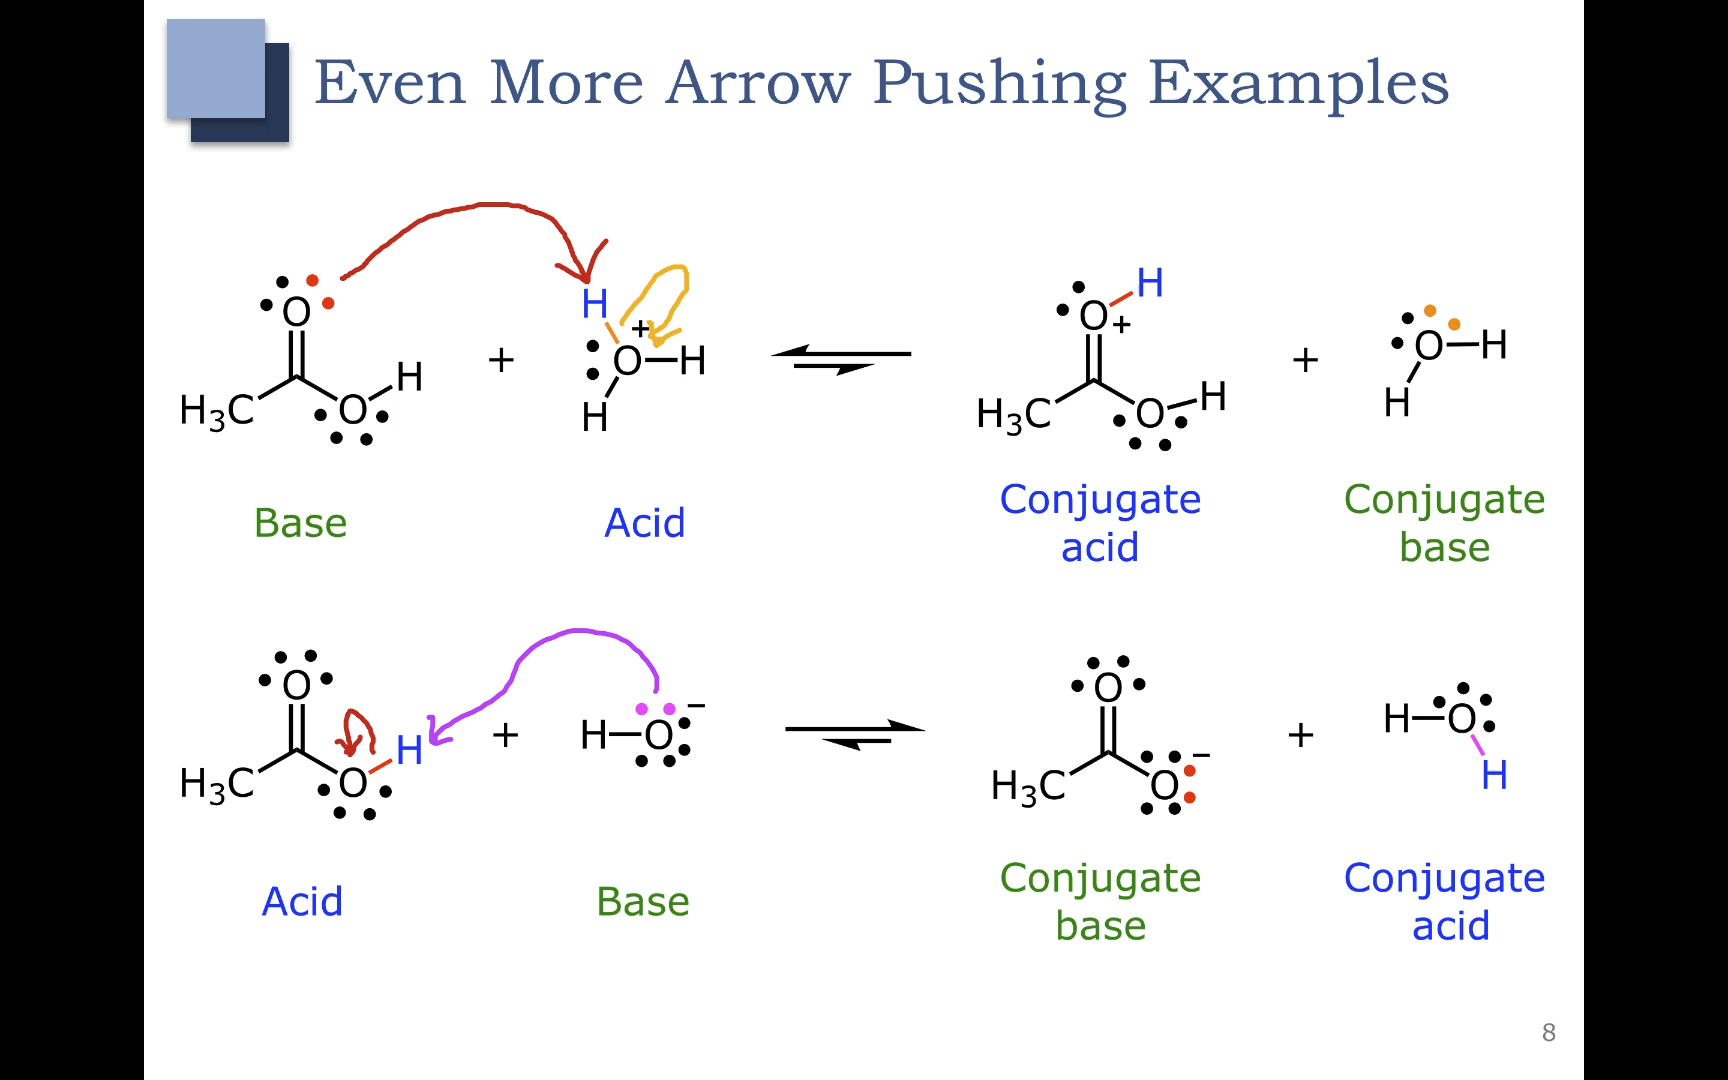 Even More Arrow Pushing Examples
O
H₃C
O
H
+
H
O
+
H
H
O
+
H
H₃C
O
H
+
O
H
H
Base
Acid
Conjugate
acid
Conjugate
base
O
H₃C
O
H
+
H
O
−
O
H₃C
O
−
+
H
O
H
Acid
Base
Conjugate
base
Conjugate
acid
8